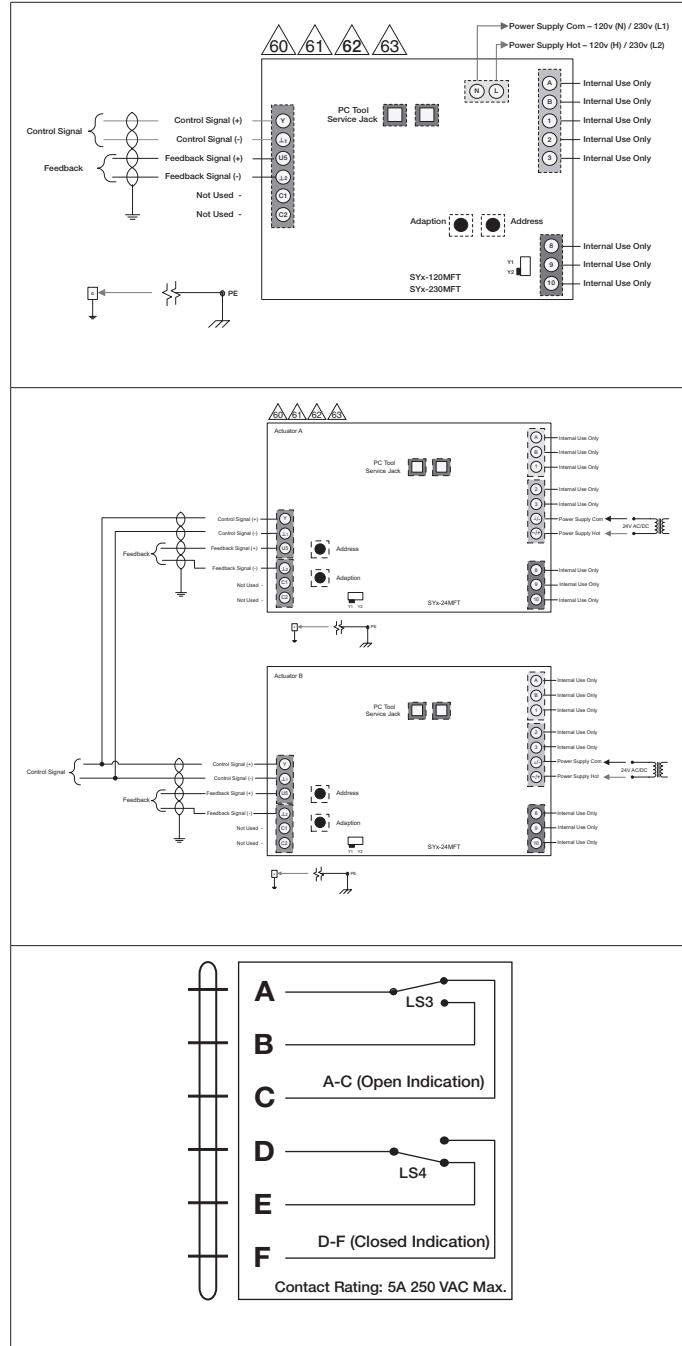 Power Supply Com – 120v (N) / 230v (L1)
Power Supply Hot – 120v (H) / 230v (L2)
60 61 62 63
N L
PC Tool
Service Jack
A Internal Use Only
B Internal Use Only
1 Internal Use Only
2 Internal Use Only
3 Internal Use Only
Control Signal
Control Signal (+) Y
Control Signal (-) ⊥1
Feedback
Feedback Signal (+) U5
Feedback Signal (-) ⊥2
Not Used - C1
Not Used - C2
Adaption Address
8 Internal Use Only
9 Internal Use Only
10 Internal Use Only
Y1
Y2
SYx-120MFT
SYx-230MFT
PE
60 61 62 63
Actuator A
PC Tool
Service Jack
A Internal Use Only
B Internal Use Only
1 Internal Use Only
2 Internal Use Only
3 Internal Use Only
Power Supply Com
24V AC/DC
Power Supply Hot
Control Signal (+) Y
Control Signal (-) ⊥1
Feedback
Feedback Signal (+) U5
Feedback Signal (-) ⊥2
Not Used - C1
Not Used - C2
Address
Adaption
8 Internal Use Only
9 Internal Use Only
10 Internal Use Only
Y1 Y2
SYx-24MFT
PE
Actuator B
PC Tool
Service Jack
A Internal Use Only
B Internal Use Only
1 Internal Use Only
2 Internal Use Only
3 Internal Use Only
Power Supply Com
24V AC/DC
Power Supply Hot
Control Signal
Control Signal (+) Y
Control Signal (-) ⊥1
Feedback
Feedback Signal (+) U5
Feedback Signal (-) ⊥2
Not Used - C1
Not Used - C2
Address
Adaption
8 Internal Use Only
9 Internal Use Only
10 Internal Use Only
Y1 Y2
SYx-24MFT
PE
A
LS3
B
A-C (Open Indication)
C
D
LS4
E
D-F (Closed Indication)
F
Contact Rating: 5A 250 VAC Max.